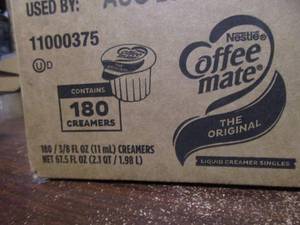 USED BY:
11000375
UD
CONTAINS
180
CREAMERS
180 / 3/8 FL OZ (11 mL) CREAMERS
NET 67.5 FL OZ (2.1 QT / 1.98 L)
Nestlé®
Coffee
mate®
THE
ORIGINAL
LIQUID CREAMER SINGLES